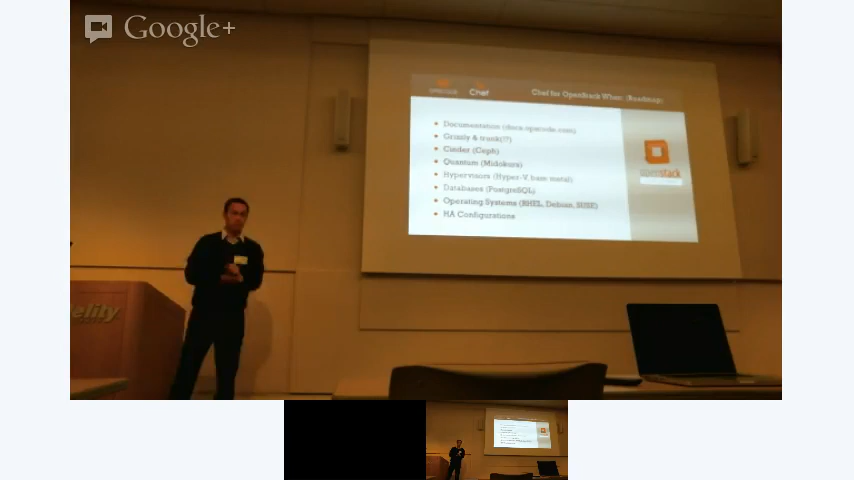 Google+
Chef
Chef for OpenStack When: (Roadmap)
Documentation (docs.opscode.com)
Grizzly & trunk(!?)
Cinder (Ceph)
Quantum (Midokura)
Hypervisors (Hyper-V, bare metal)
Databases (PostgreSQL)
Operating Systems (RHEL, Debian, SUSE)
HA Configurations
openstack
delity